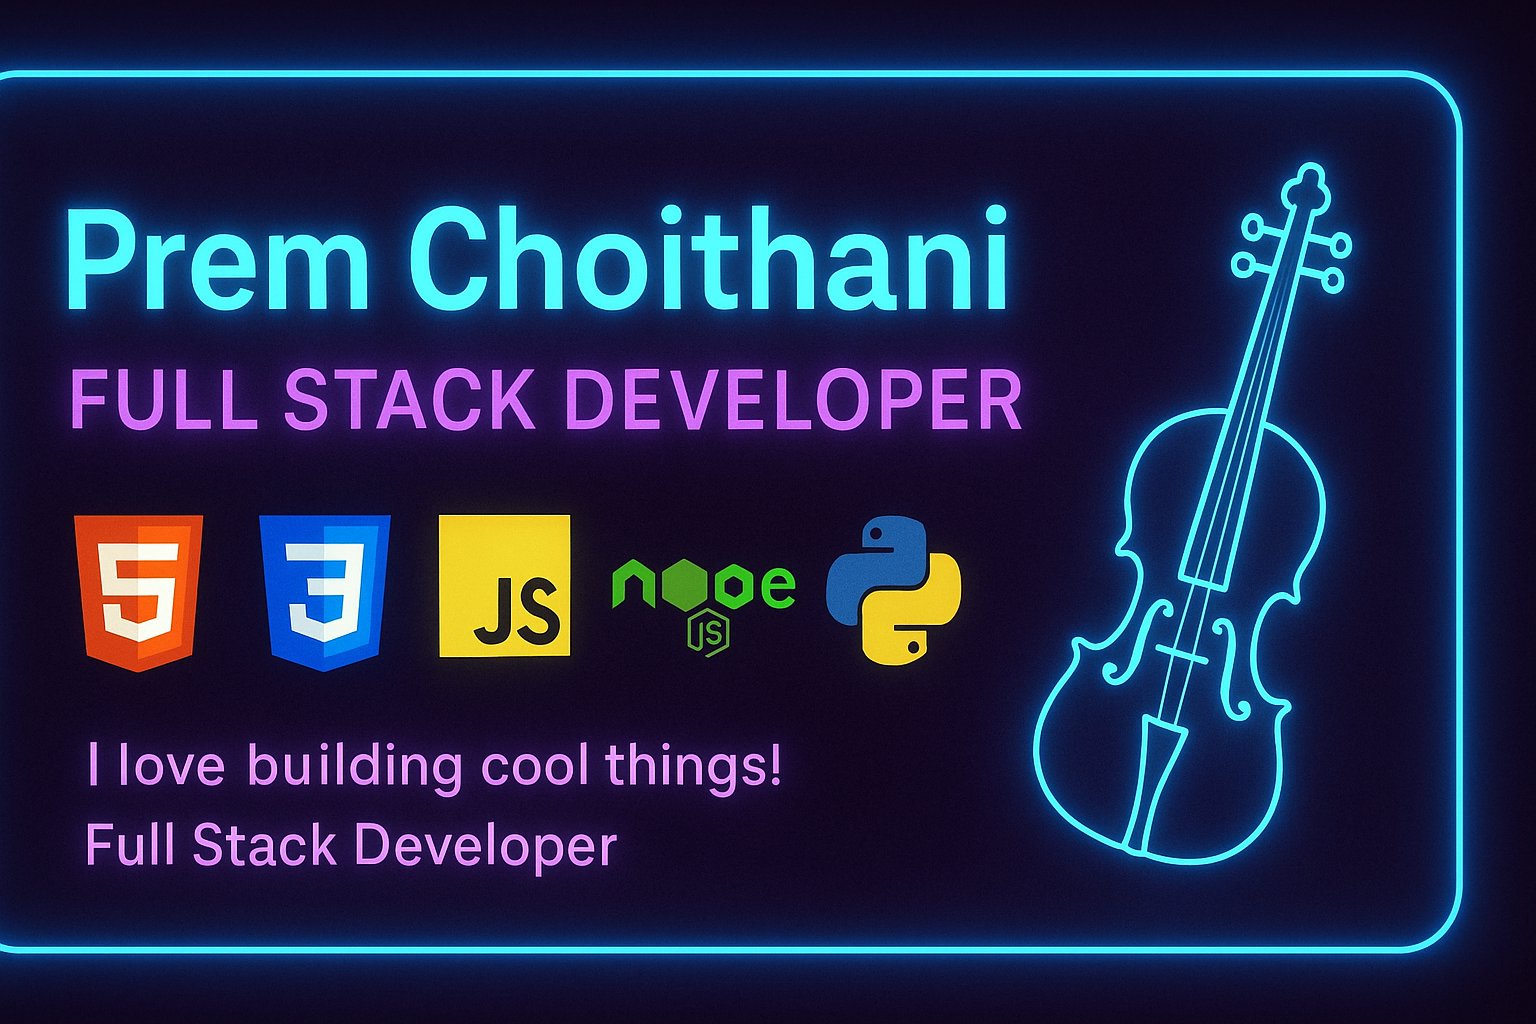 Prem Choithani
FULL STACK DEVELOPER
5 3 JS node JS
I love building cool things!
Full Stack Developer